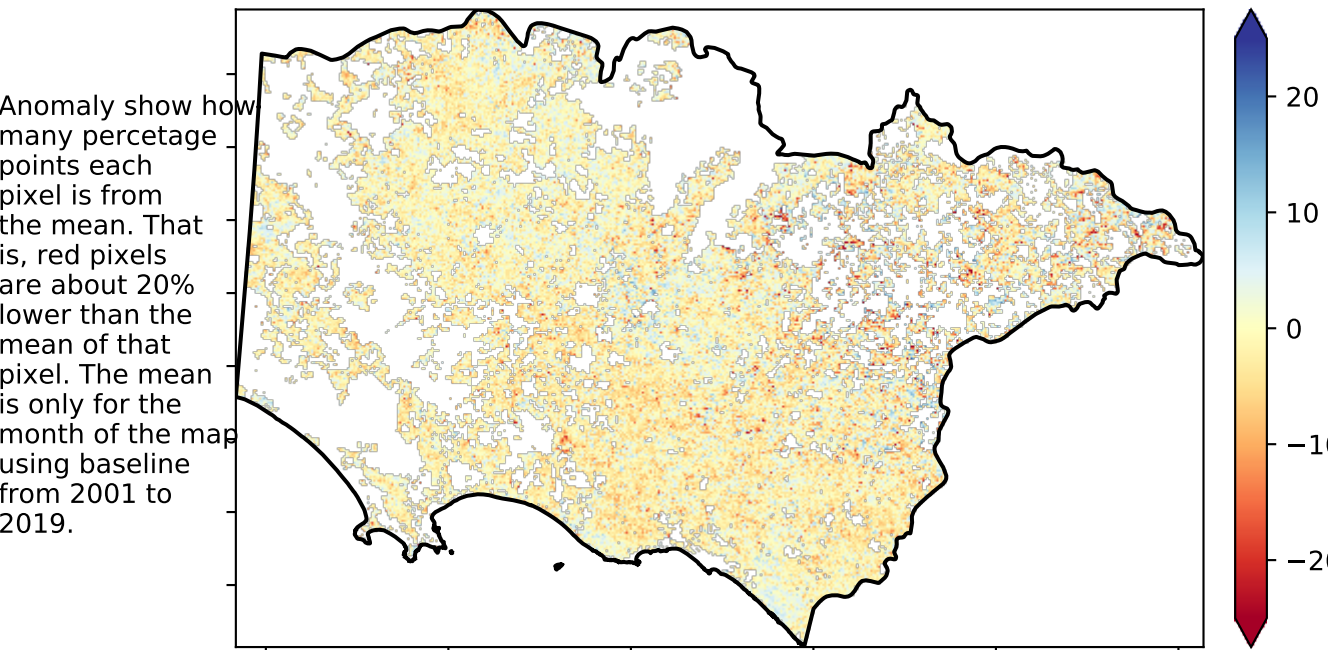 Anomaly show how
many percetage
points each
pixel is from
the mean. That
is, red pixels
are about 20%
lower than the
mean of that
pixel. The mean
is only for the
month of the map
using baseline
from 2001 to
2019.
20
10
0
−10
−20